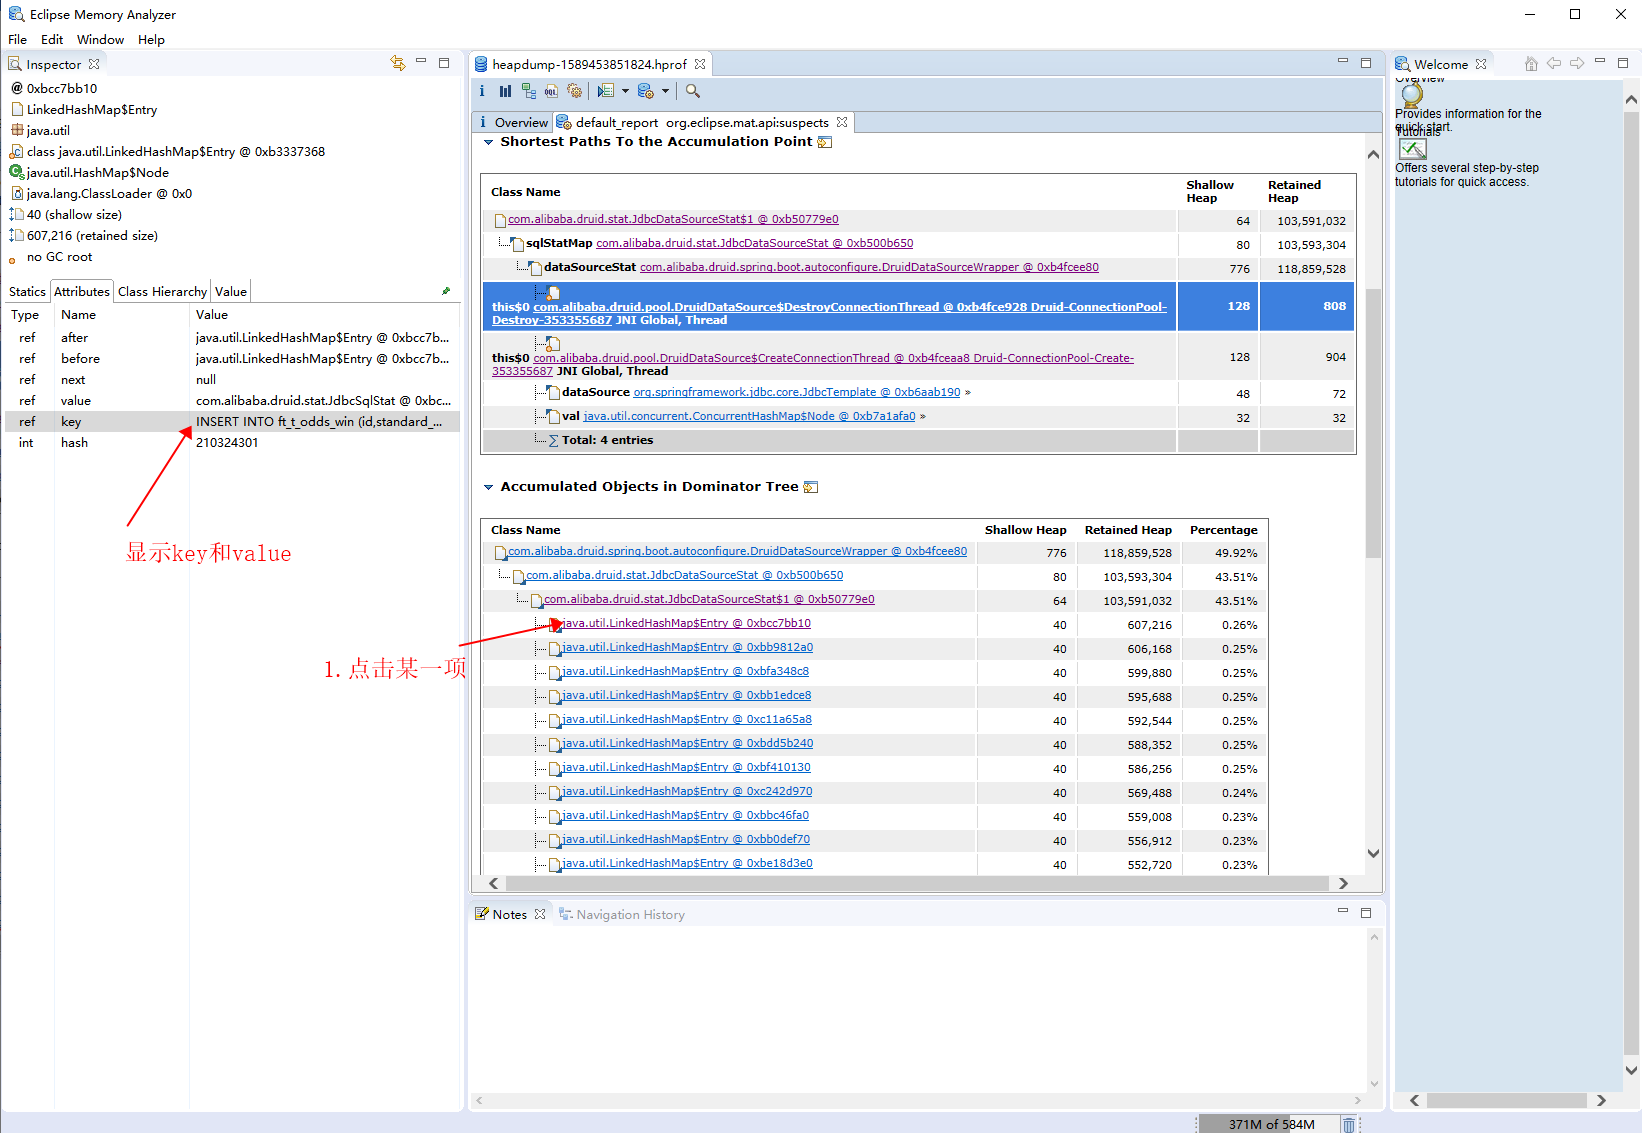 Eclipse Memory Analyzer
File Edit Window Help
Inspector
0xbcc7bb10
LinkedHashMap$Entry
java.util
class java.util.LinkedHashMap$Entry @ 0xb3337368
java.util.HashMap$Node
java.lang.ClassLoader @ 0x0
40 (shallow size)
607,216 (retained size)
no GC root
Statics Attributes Class Hierarchy Value
Type Name Value
ref after java.util.LinkedHashMap$Entry @ 0xbcc7b...
ref before java.util.LinkedHashMap$Entry @ 0xbcc7b...
ref next null
ref value com.alibaba.druid.stat.JdbcSqlStat @ 0xbc...
ref key INSERT INTO ft_t_odds_win (id,standard_...
int hash 210324301
显示key和value
1.点击某一项
heapdump-1589453851824.hprof
i OQL
i Overview default_report org.eclipse.mat.api:suspects
Shortest Paths To the Accumulation Point
Class Name Shallow Heap Retained Heap
com.alibaba.druid.stat.JdbcDataSourceStat$1 @ 0xb50779e0 64 103,591,032
sqlStatMap com.alibaba.druid.stat.JdbcDataSourceStat @ 0xb500b650 80 103,593,304
dataSourceStat com.alibaba.druid.spring.boot.autoconfigure.DruidDataSourceWrapper @ 0xb4fcee80 776 118,859,528
this$0 com.alibaba.druid.pool.DruidDataSource$DestroyConnectionThread @ 0xb4fce928 Druid-ConnectionPool-
Destroy-353355687 JNI Global, Thread 128 808
this$0 com.alibaba.druid.pool.DruidDataSource$CreateConnectionThread @ 0xb4fceaa8 Druid-ConnectionPool-Create-
353355687 JNI Global, Thread 128 904
dataSource org.springframework.jdbc.core.JdbcTemplate @ 0xb6aab190 » 48 72
val java.util.concurrent.ConcurrentHashMap$Node @ 0xb7a1afa0 » 32 32
Σ Total: 4 entries
Accumulated Objects in Dominator Tree
Class Name Shallow Heap Retained Heap Percentage
com.alibaba.druid.spring.boot.autoconfigure.DruidDataSourceWrapper @ 0xb4fcee80 776 118,859,528 49.92%
com.alibaba.druid.stat.JdbcDataSourceStat @ 0xb500b650 80 103,593,304 43.51%
com.alibaba.druid.stat.JdbcDataSourceStat$1 @ 0xb50779e0 64 103,591,032 43.51%
java.util.LinkedHashMap$Entry @ 0xbcc7bb10 40 607,216 0.26%
java.util.LinkedHashMap$Entry @ 0xbb9812a0 40 606,168 0.25%
java.util.LinkedHashMap$Entry @ 0xbfa348c8 40 599,880 0.25%
java.util.LinkedHashMap$Entry @ 0xbb1edce8 40 595,688 0.25%
java.util.LinkedHashMap$Entry @ 0xc11a65a8 40 592,544 0.25%
java.util.LinkedHashMap$Entry @ 0xbdd5b240 40 588,352 0.25%
java.util.LinkedHashMap$Entry @ 0xbf410130 40 586,256 0.25%
java.util.LinkedHashMap$Entry @ 0xc242d970 40 569,488 0.24%
java.util.LinkedHashMap$Entry @ 0xbbc46fa0 40 559,008 0.23%
java.util.LinkedHashMap$Entry @ 0xbb0def70 40 556,912 0.23%
java.util.LinkedHashMap$Entry @ 0xbe18d3e0 40 552,720 0.23%
Notes Navigation History
Welcome
Overview
Provides information for the
quick start.
Tutorials
Offers several step-by-step
tutorials for quick access.
371M of 584M